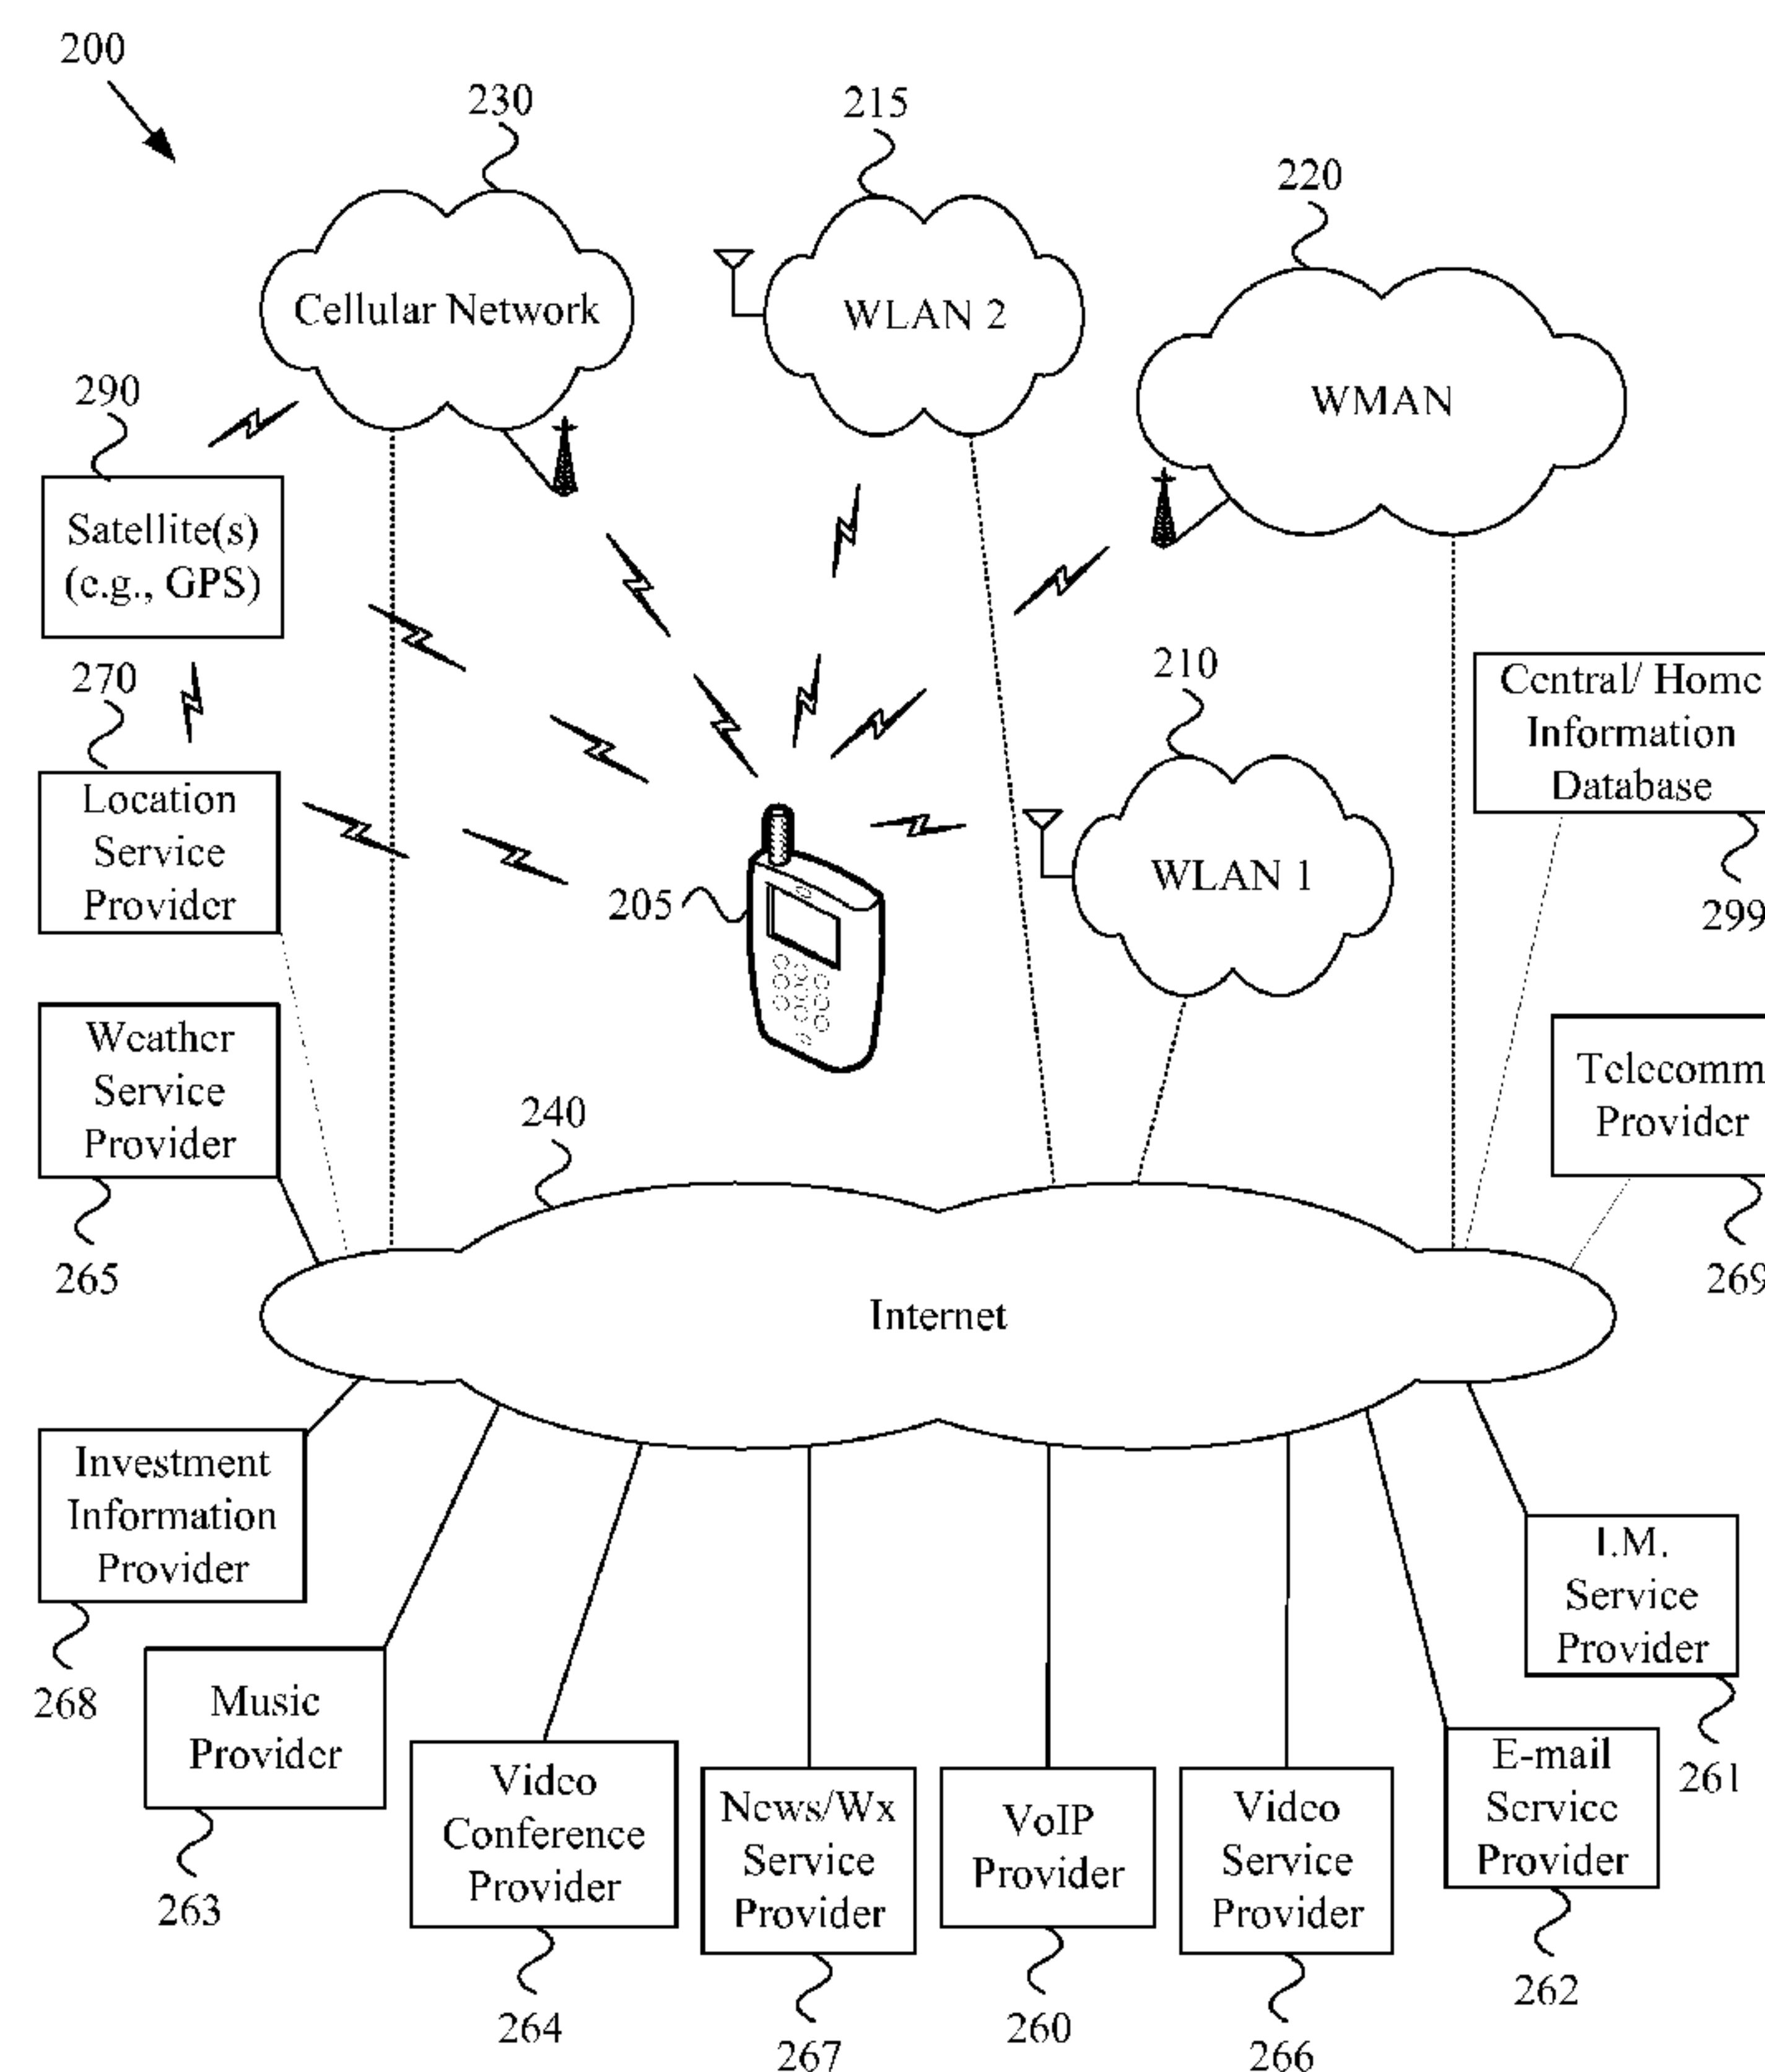 200
230
215
220
Cellular Network
WLAN 2
WMAN
290
Satellite(s)
(e.g., GPS)
270
210
Central/ Home
Information
Database
Location
Service
Provider
205
WLAN 1
299
Weather
Service
Provider
Telecomm
Provider
240
265
269
Internet
Investment
Information
Provider
268
I.M.
Service
Provider
261
Music
Provider
263
Video
Conference
Provider
264
News/Wx
Service
Provider
267
VoIP
Provider
260
Video
Service
Provider
266
E-mail
Service
Provider
262